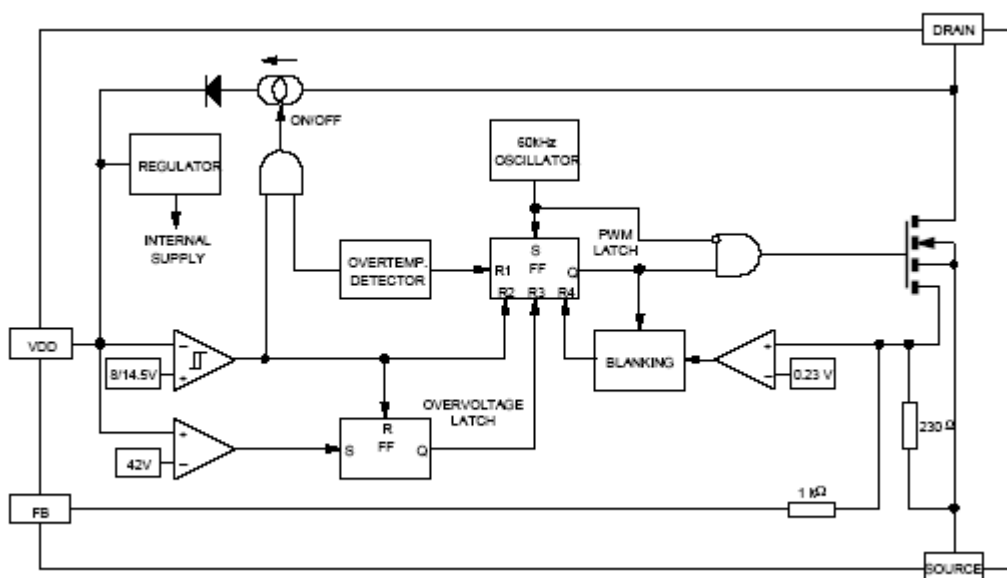 DRAIN
ON/OFF
REGULATOR
INTERNAL
SUPPLY
60kHz
OSCILLATOR
PWM
LATCH
OVERTEMP.
DETECTOR
R1
S
FF
Q
R2 R3 R4
VDD
8/14.5V
-
+
BLANKING
+
-
0.23 V
230 Ω
OVERVOLTAGE
LATCH
R
FF
S
Q
+
-
42V
1 kΩ
FB
SOURCE